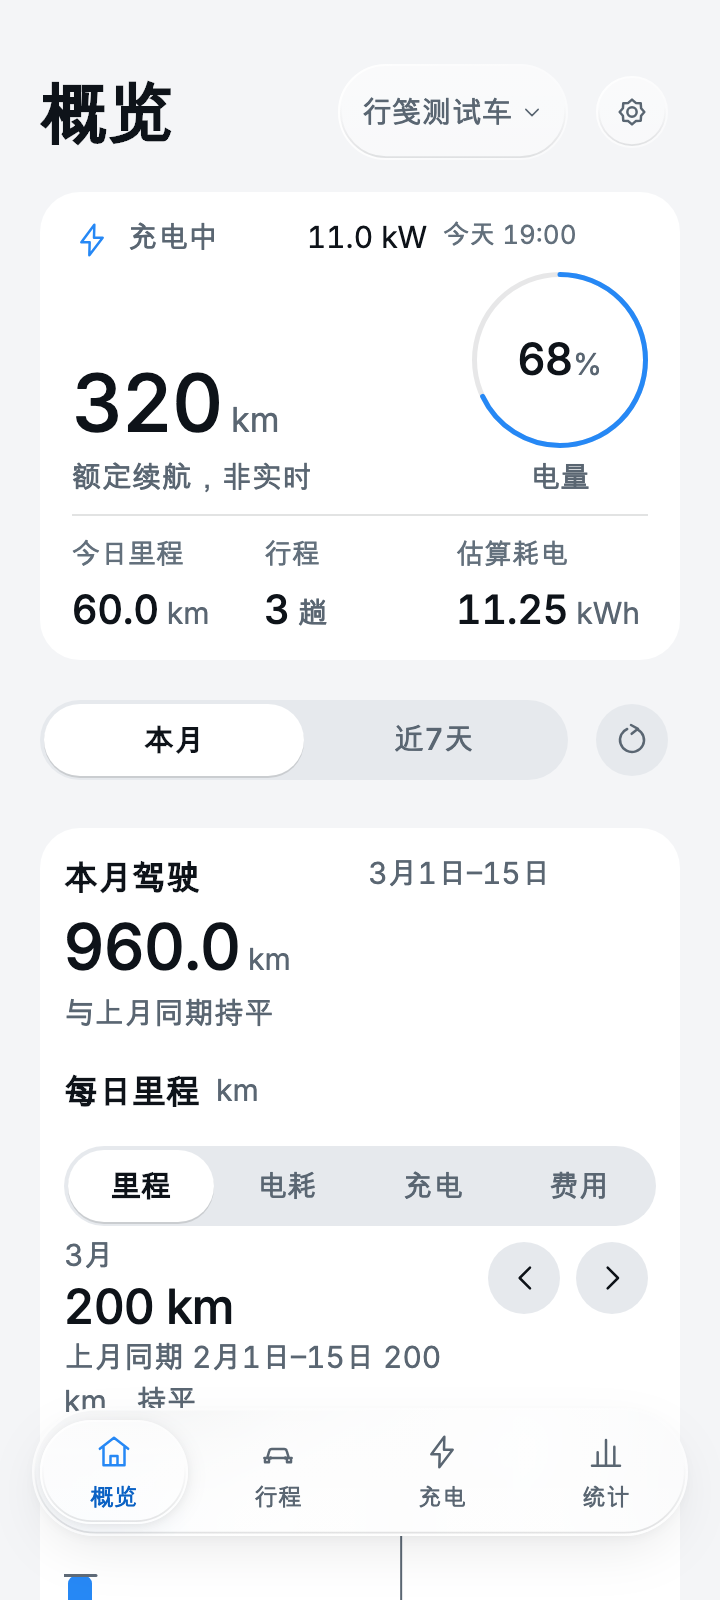 概览
行笺测试车
充电中 11.0 kW 今天 19:00
68%
320 km
额定续航，非实时
电量
今日里程 行程 估算耗电
60.0 km 3 趟 11.25 kWh
本月 近7天
本月驾驶 3月1日–15日
960.0 km
与上月同期持平
每日里程 km
里程 电耗 充电 费用
3月
200 km
上月同期 2月1日–15日 200
km 持平
概览 行程 充电 统计